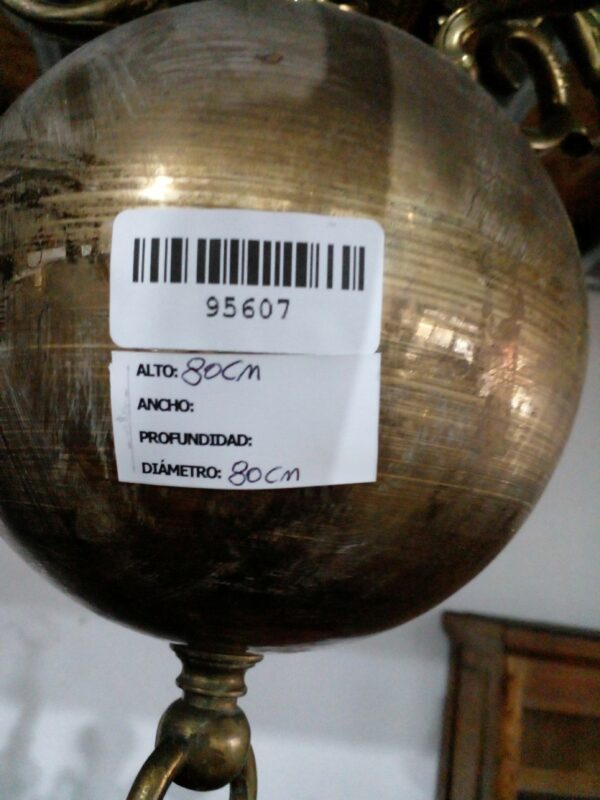 95607
ALTO: 80CM
ANCHO:
PROFUNDIDAD:
DIÁMETRO: 80CM